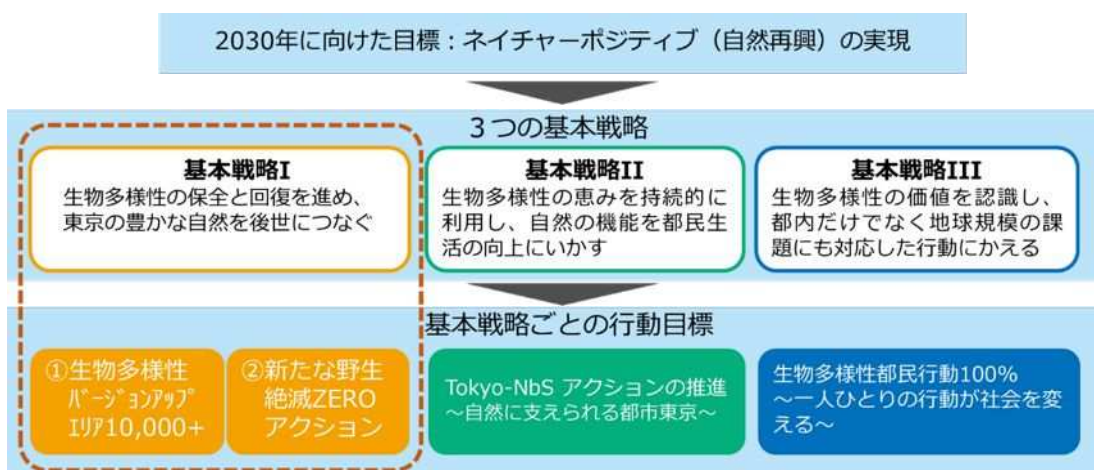 2030年に向けた目標：ネイチャーポジティブ（自然再興）の実現
３つの基本戦略
基本戦略I
生物多様性の保全と回復を進め、
東京の豊かな自然を後世につなぐ
基本戦略II
生物多様性の恵みを持続的に
利用し、自然の機能を都民生
活の向上にいかす
基本戦略III
生物多様性の価値を認識し、
都内だけでなく地球規模の課
題にも対応した行動にかえる
基本戦略ごとの行動目標
①生物多様性
ﾊﾞｰｼﾞｮﾝｱｯﾌﾟ
ｴﾘｱ10,000+
②新たな野生
絶滅ZERO
アクション
Tokyo-NbS アクションの推進
～自然に支えられる都市東京～
生物多様性都民行動100%
～一人ひとりの行動が社会を変
える～